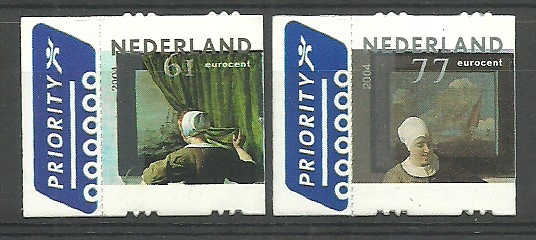 PRIORITY
NEDERLAND
61 eurocent
2004
PRIORITY
NEDERLAND
77 eurocent
2004